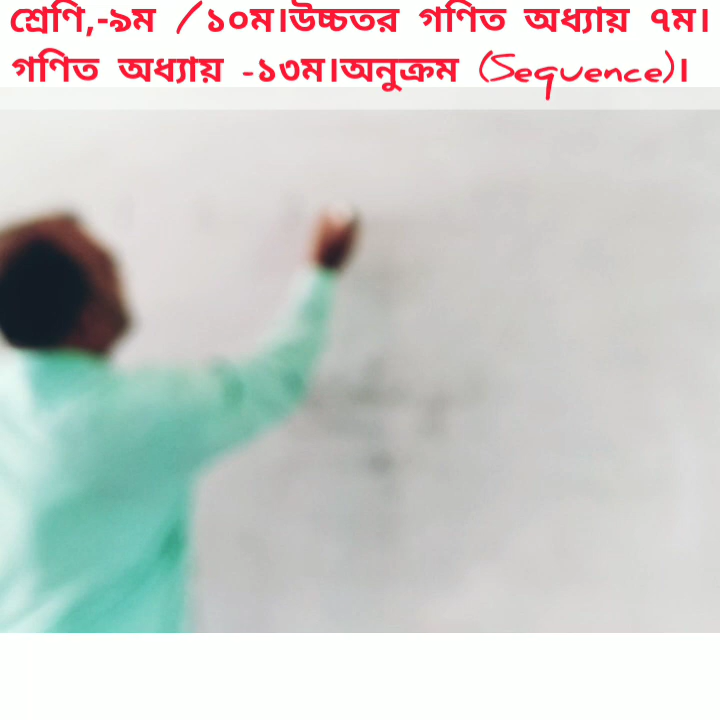 শ্রেণি,-৯ম /১০ম।উচ্চতর গণিত অধ্যায় ৭ম।
গণিত অধ্যায় -১৩ম।অনুক্রম (Sequence)।